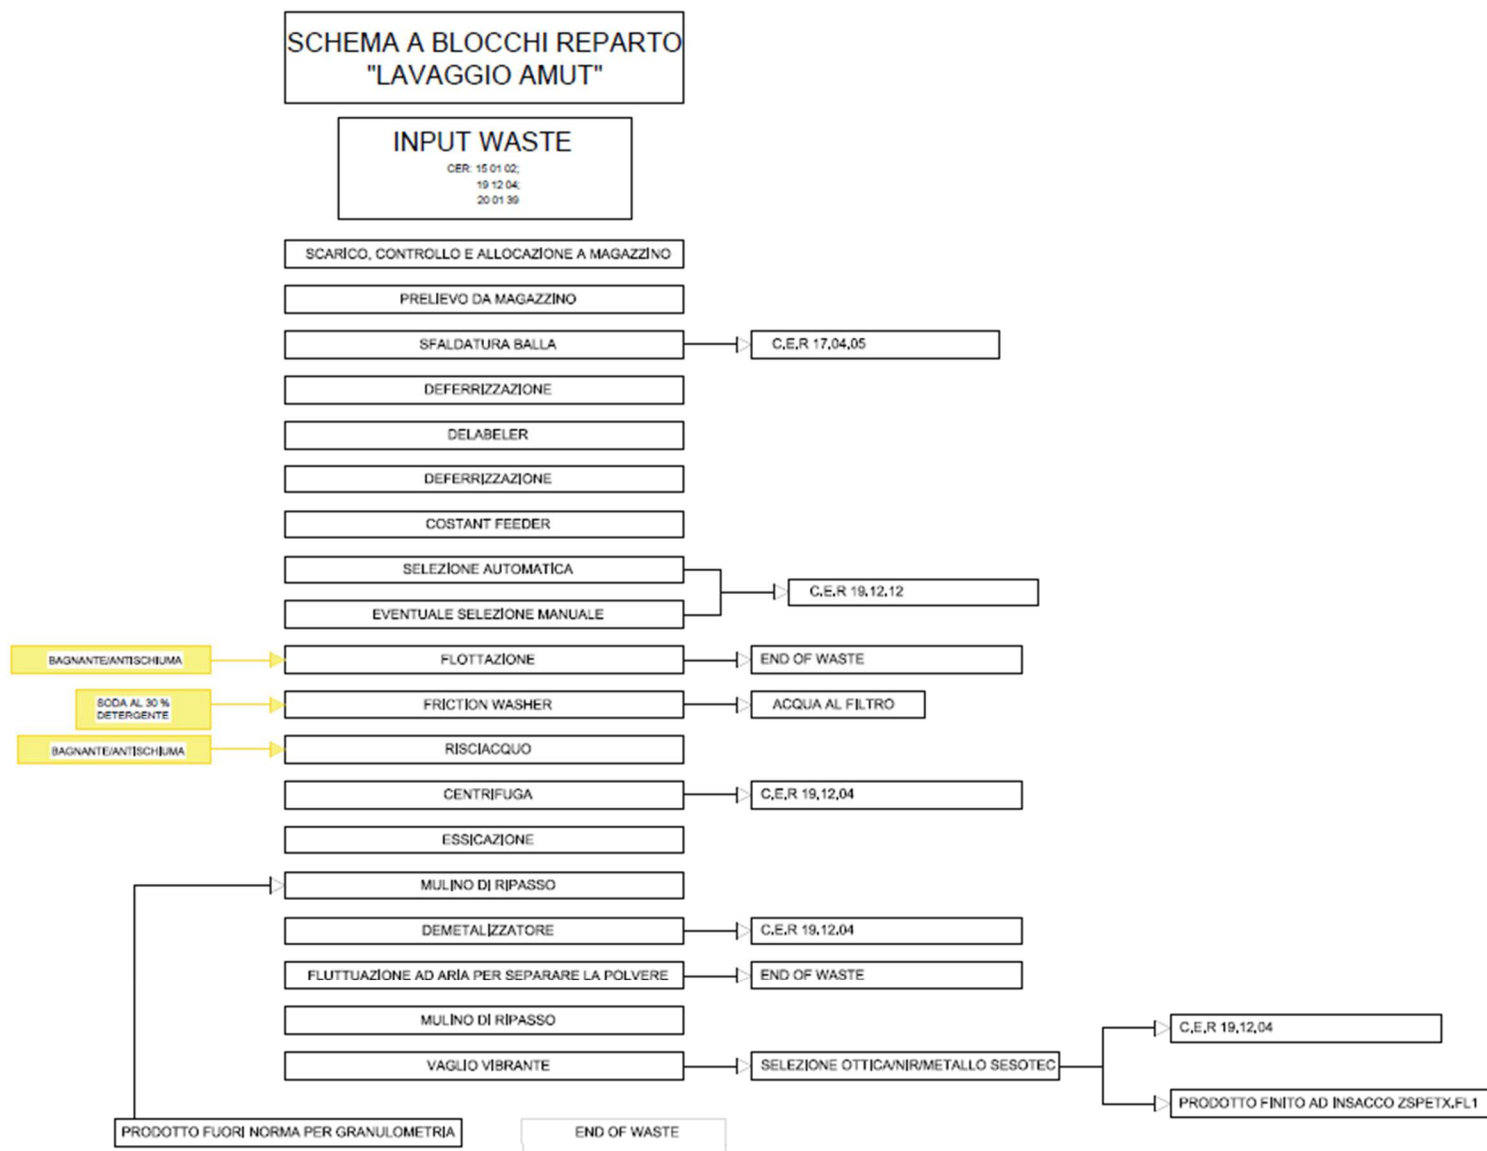 SCHEMA A BLOCCHI REPARTO
"LAVAGGIO AMUT"
INPUT WASTE
CER: 15 01 02;
19 12 04;
20 01 39
SCARICO, CONTROLLO E ALLOCAZIONE A MAGAZZINO
PRELIEVO DA MAGAZZINO
SFALDATURA BALLA
C.E.R 17.04.05
DEFERRIZZAZIONE
DELABELER
DEFERRIZZAZIONE
COSTANT FEEDER
SELEZIONE AUTOMATICA
C.E.R 19.12.12
EVENTUALE SELEZIONE MANUALE
BAGNANTE/ANTISCHIUMA
FLOTTAZIONE
END OF WASTE
SODA AL 30 %
DETERGENTE
FRICTION WASHER
ACQUA AL FILTRO
BAGNANTE/ANTISCHIUMA
RISCIACQUO
CENTRIFUGA
C.E.R 19.12.04
ESSICAZIONE
MULINO DI RIPASSO
DEMETALIZZATORE
C.E.R 19.12.04
FLUTTUAZIONE AD ARIA PER SEPARARE LA POLVERE
END OF WASTE
MULINO DI RIPASSO
C.E.R 19.12.04
VAGLIO VIBRANTE
SELEZIONE OTTICA/NIR/METALLO SESOTEC
PRODOTTO FINITO AD INSACCO ZSPETX.FL1
PRODOTTO FUORI NORMA PER GRANULOMETRIA
END OF WASTE